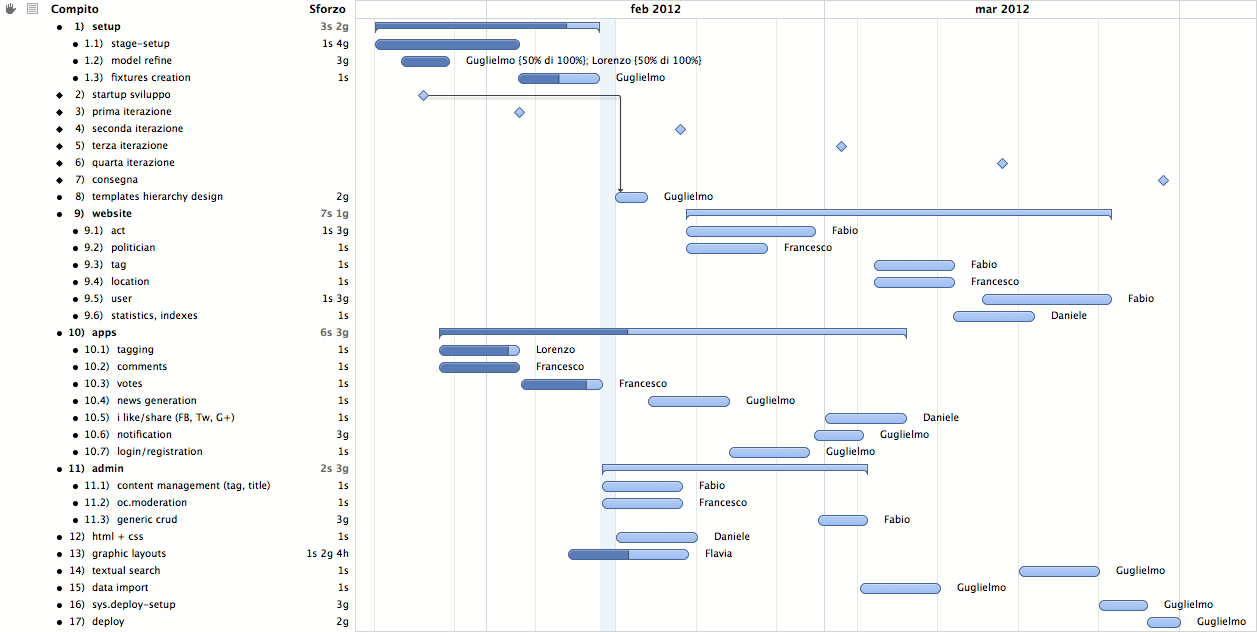 Compito Sforzo feb 2012 mar 2012
1) setup 3s 2g
1.1) stage-setup 1s 4g
1.2) model refine 3g Guglielmo {50% di 100%}; Lorenzo {50% di 100%}
1.3) fixtures creation 1s Guglielmo
2) startup sviluppo
3) prima iterazione
4) seconda iterazione
5) terza iterazione
6) quarta iterazione
7) consegna
8) templates hierarchy design 2g Guglielmo
9) website 7s 1g
9.1) act 1s 3g Fabio
9.2) politician 1s Francesco
9.3) tag 1s Fabio
9.4) location 1s Francesco
9.5) user 1s 3g Fabio
9.6) statistics, indexes 1s Daniele
10) apps 6s 3g
10.1) tagging 1s Lorenzo
10.2) comments 1s Francesco
10.3) votes 1s Francesco
10.4) news generation 1s Guglielmo
10.5) i like/share (FB, Tw, G+) 1s Daniele
10.6) notification 3g Guglielmo
10.7) login/registration 1s Guglielmo
11) admin 2s 3g
11.1) content management (tag, title) 1s Fabio
11.2) oc.moderation 1s Francesco
11.3) generic crud 3g Fabio
12) html + css 1s Daniele
13) graphic layouts 1s 2g 4h Flavia
14) textual search 1s Guglielmo
15) data import 1s Guglielmo
16) sys.deploy-setup 3g Guglielmo
17) deploy 2g Guglielmo